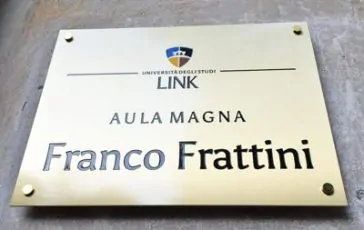 UNIVERSITÀ DEGLI STUDI
LINK
AULA MAGNA
Franco Frattini